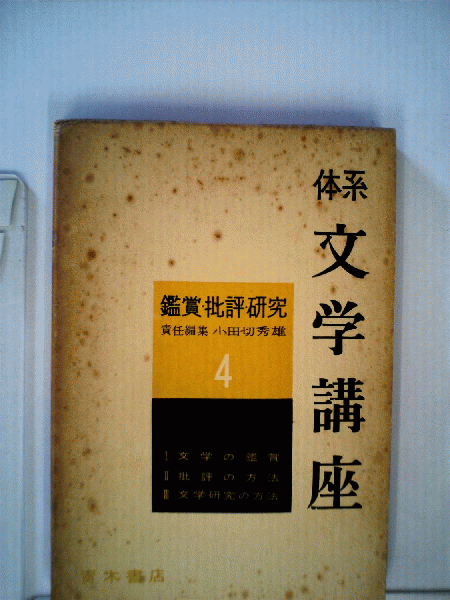 体系
文学講座
鑑賞・批評・研究
責任編集 小田切秀雄
4
Ⅰ 文学の鑑賞
Ⅱ 批評の方法
Ⅲ 文学研究の方法
青木書店